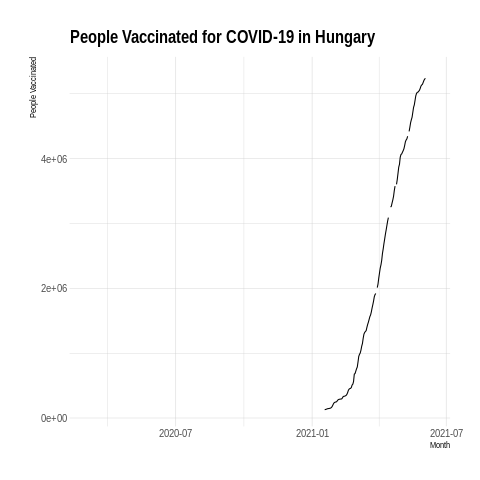 People Vaccinated for COVID-19 in Hungary
People Vaccinated
4e+06
2e+06
0e+00
2020-07
2021-01
2021-07
Month